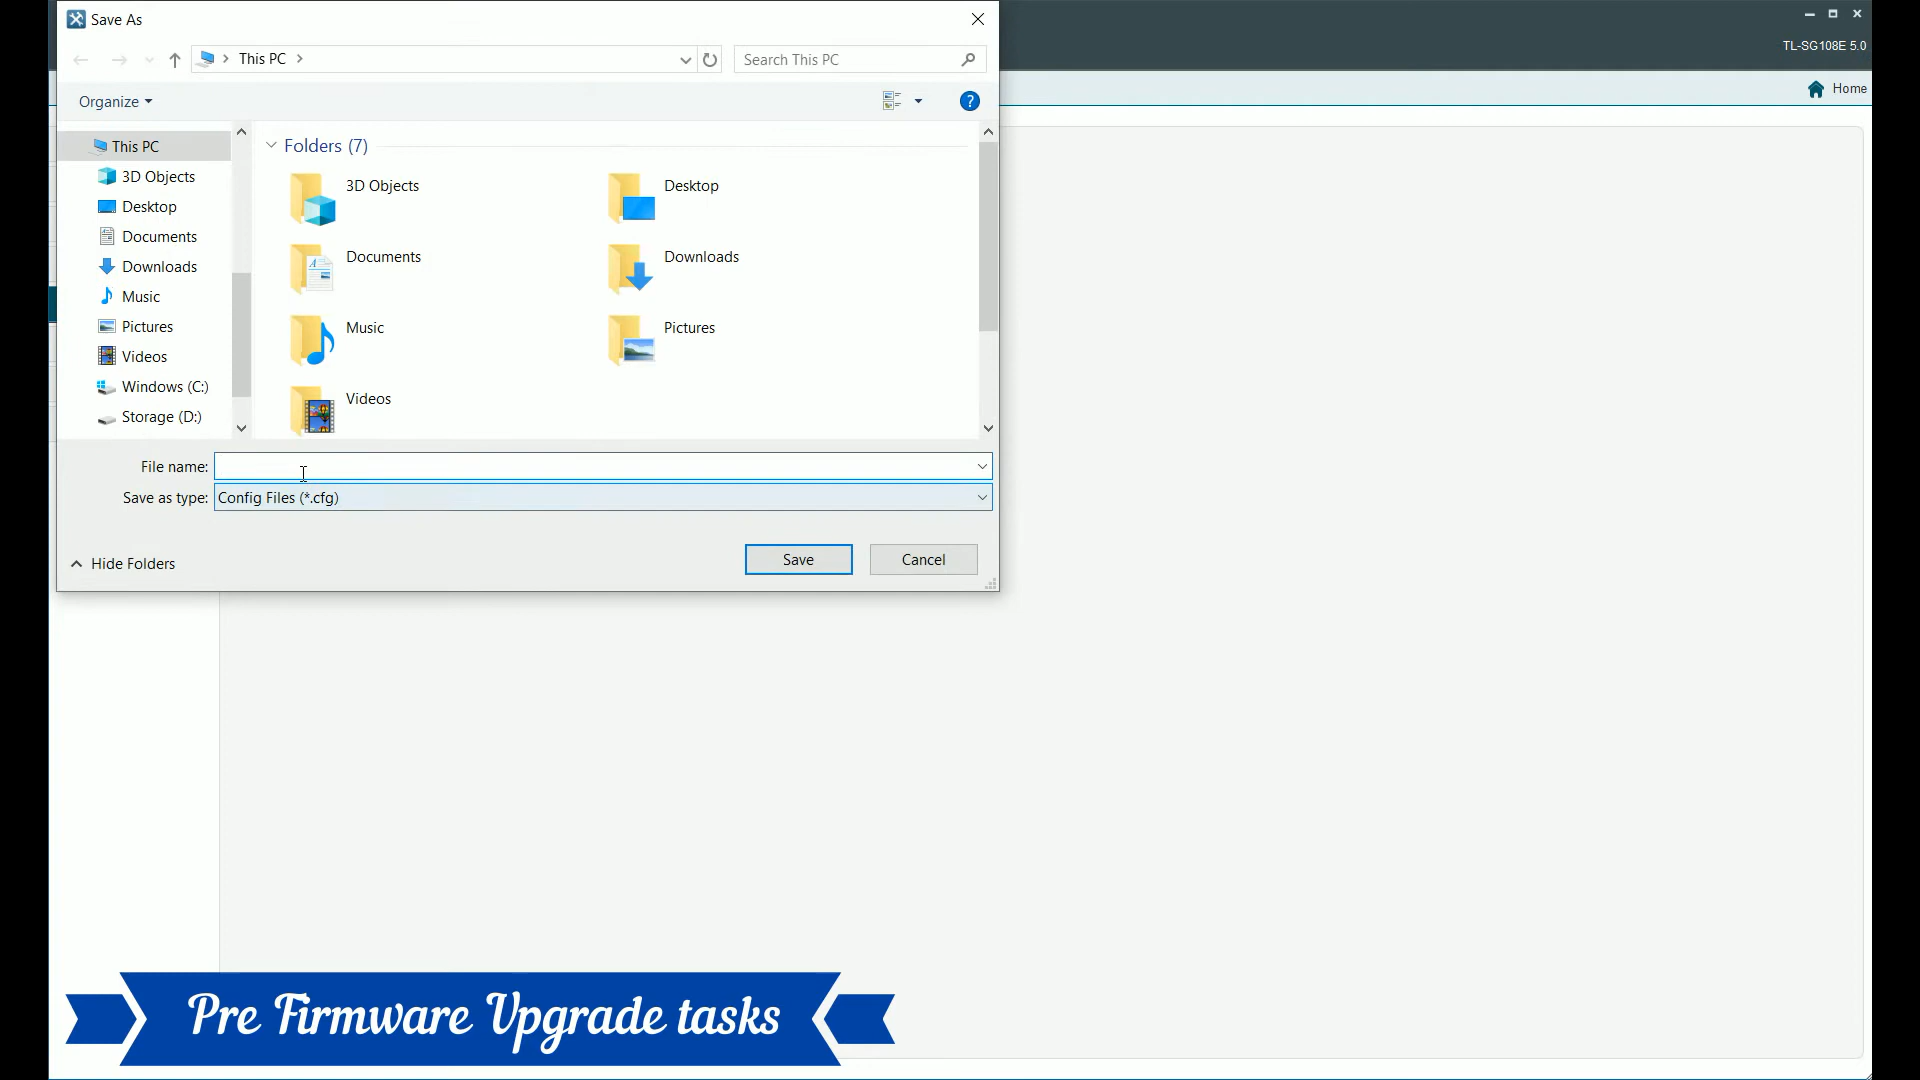 Save As
TL-SG108E 5.0
This PC
Search This PC
Home
Organize
This PC
3D Objects
Desktop
Documents
Downloads
Music
Pictures
Videos
Windows (C:)
Storage (D:)
Folders (7)
3D Objects
Desktop
Documents
Downloads
Music
Pictures
Videos
File name:
Save as type: Config Files (*.cfg)
Hide Folders
Save
Cancel
Pre Firmware Upgrade tasks